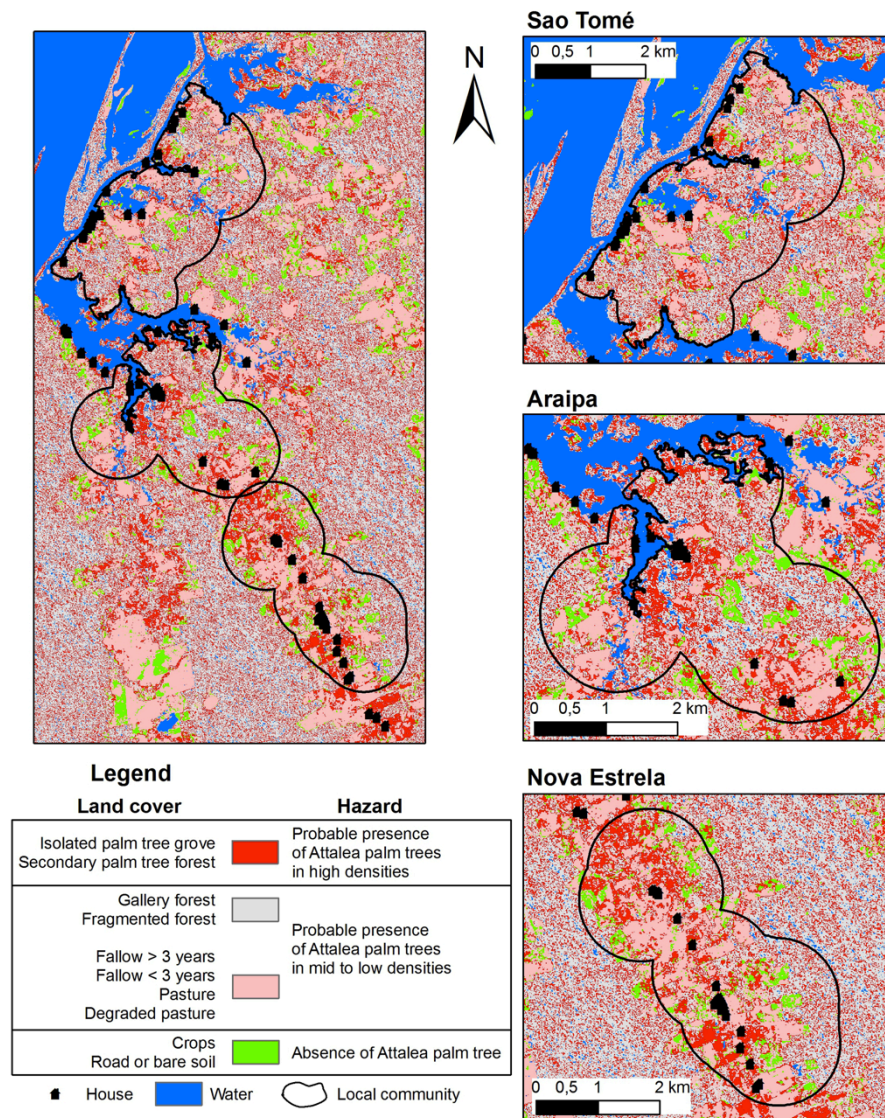 Sao Tomé
0 0,5 1 2 km
N
Araipa
0 0,5 1 2 km
Nova Estrela
0 0,5 1 2 km
Legend
Land cover
Hazard
Isolated palm tree grove
Secondary palm tree forest
Probable presence
of Attalea palm trees
in high densities
Gallery forest
Fragmented forest
Fallow > 3 years
Fallow < 3 years
Pasture
Degraded pasture
Probable presence
of Attalea palm trees
in mid to low densities
Crops
Road or bare soil
Absence of Attalea palm tree
House
Water
Local community